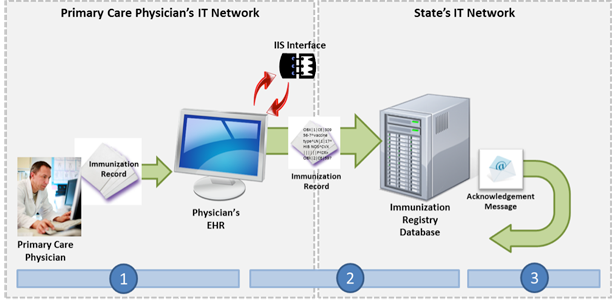 Primary Care Physician's IT Network
State's IT Network
IIS Interface
Immunization
Record
Immunization
Record
Physician's
EHR
Primary Care
Physician
Immunization
Registry
Database
Acknowledgement
Message
1
2
3